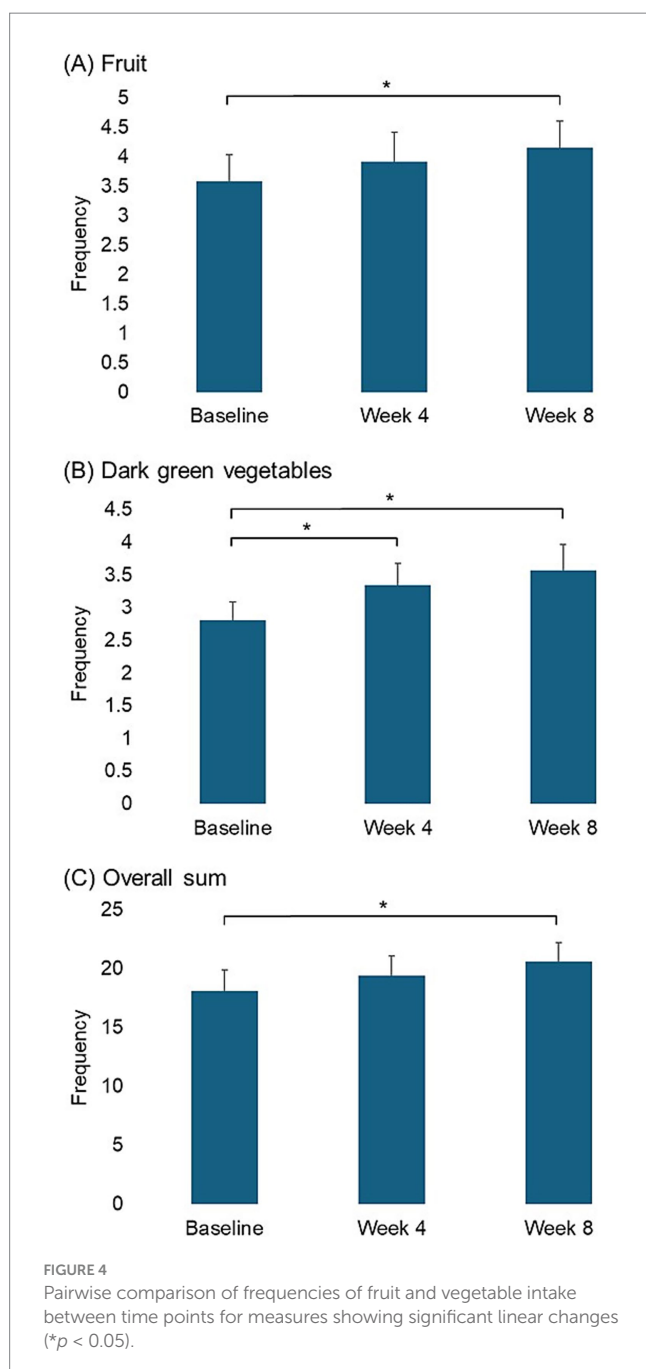 (A) Fruit
*
5
4.5
4
3.5
3
2.5
2
1.5
1
0.5
0
Frequency
Baseline Week 4 Week 8
(B) Dark green vegetables
*
*
4.5
4
3.5
3
2.5
2
1.5
1
0.5
0
Frequency
Baseline Week 4 Week 8
(C) Overall sum
*
25
20
15
10
5
0
Frequency
Baseline Week 4 Week 8
FIGURE 4
Pairwise comparison of frequencies of fruit and vegetable intake
between time points for measures showing significant linear changes
(*p < 0.05).